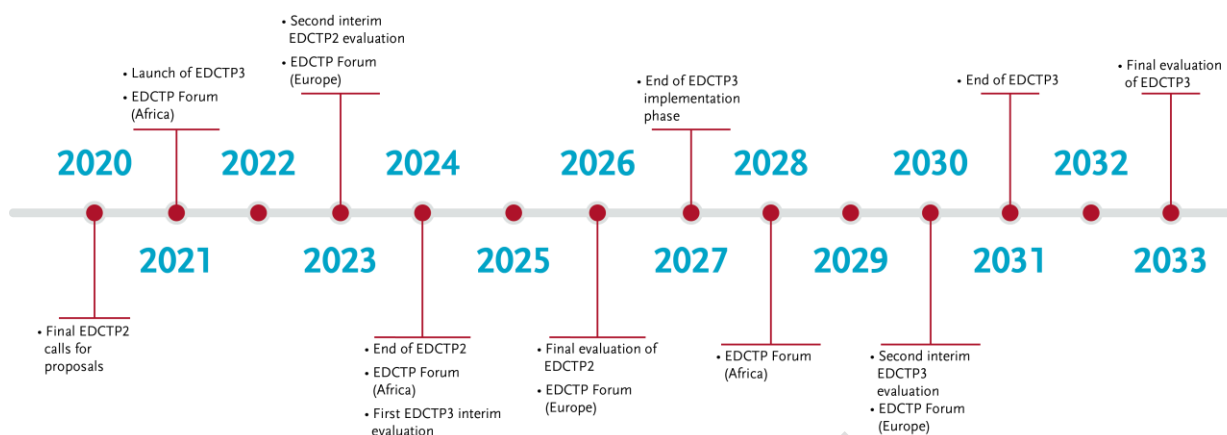 • Second interim
EDCTP2 evaluation
• EDCTP Forum
(Europe)
• Launch of EDCTP3
• EDCTP Forum
(Africa)
• End of EDCTP3
implementation
phase
• End of EDCTP3
• Final evaluation
of EDCTP3
2020
2022
2024
2026
2028
2030
2032
2021
2023
2025
2027
2029
2031
2033
• Final EDCTP2
calls for
proposals
• End of EDCTP2
• EDCTP Forum
(Africa)
• First EDCTP3 interim
evaluation
• Final evaluation of
EDCTP2
• EDCTP Forum
(Europe)
• EDCTP Forum
(Africa)
• Second interim
EDCTP3
evaluation
• EDCTP Forum
(Europe)